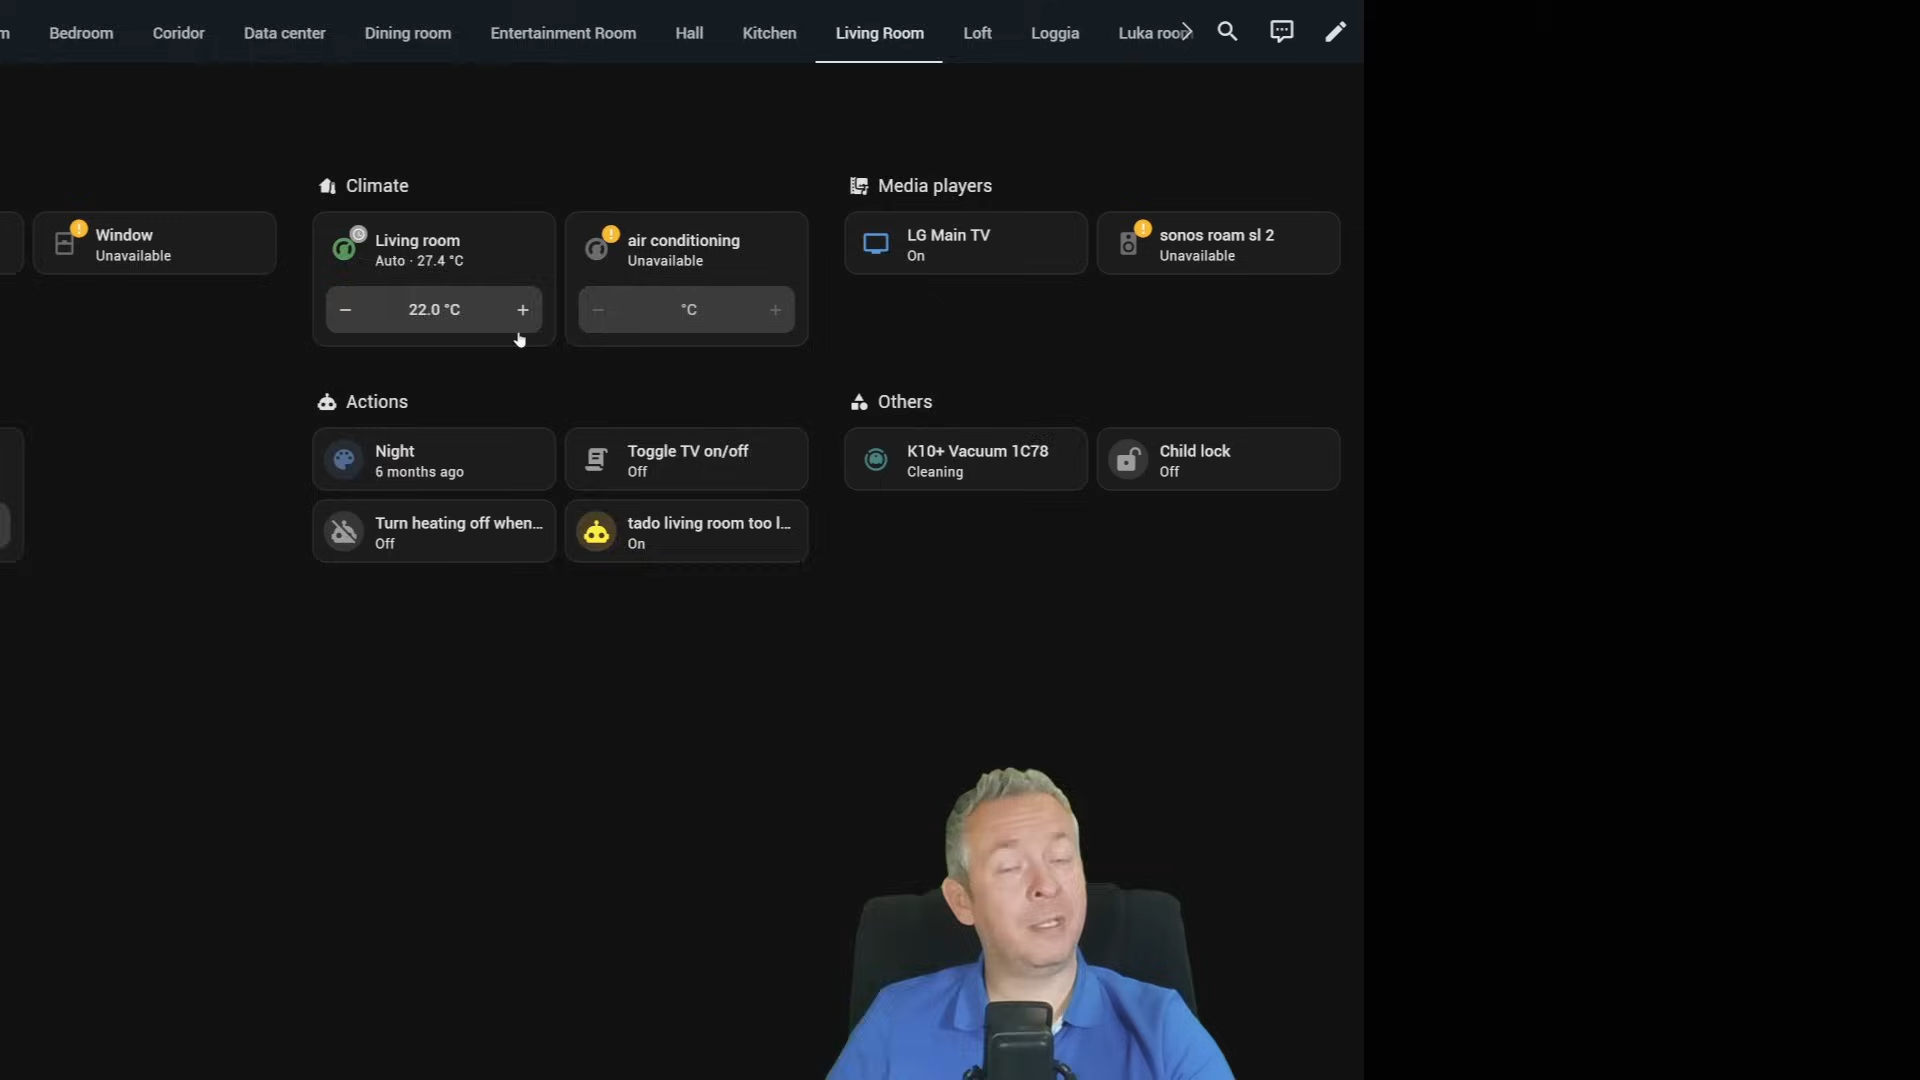 Bedroom Coridor Data center Dining room Entertainment Room Hall Kitchen Living Room Loft Loggia Luka room
Climate
Media players
Window
Unavailable
Living room
Auto · 27.4 °C
− 22.0 °C +
air conditioning
Unavailable
− °C +
LG Main TV
On
sonos roam sl 2
Unavailable
Actions
Others
Night
6 months ago
Toggle TV on/off
Off
K10+ Vacuum 1C78
Cleaning
Child lock
Off
Turn heating off when...
Off
tado living room too l...
On